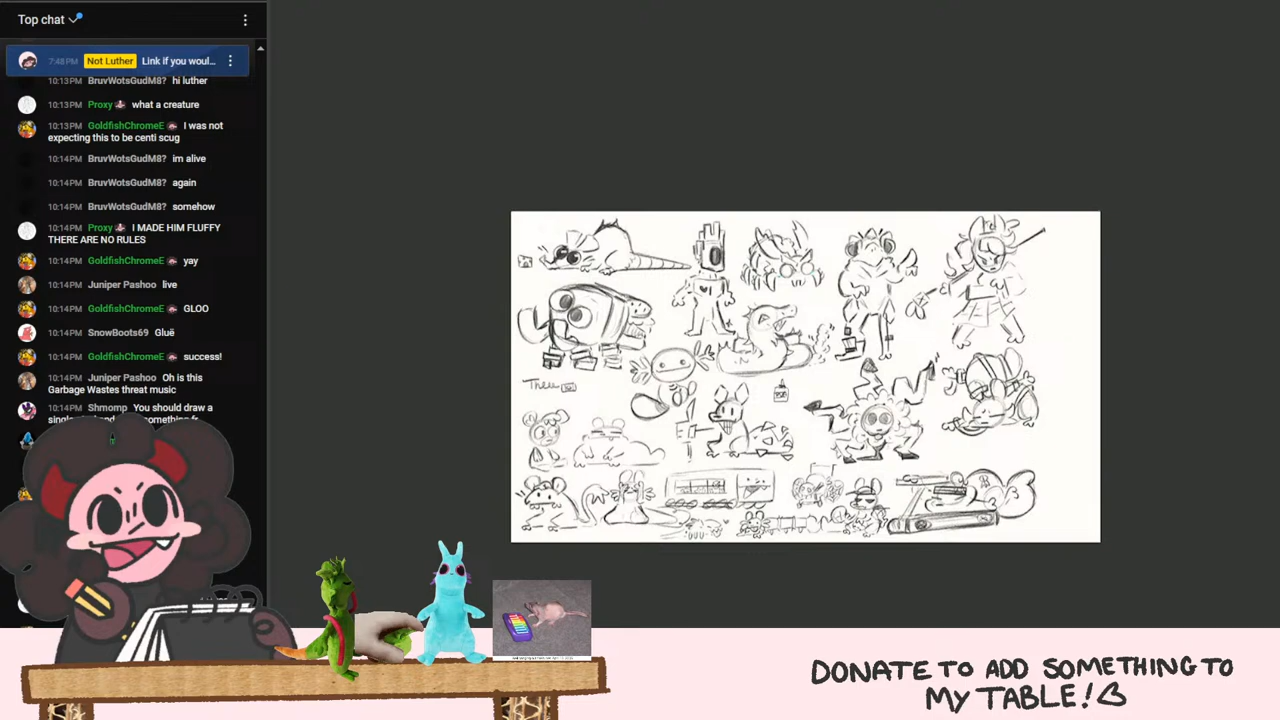 Top chat
7:48PM Not Luther Link if you woul...
10:13PM BruvWotsGudM8? hi luther
10:13PM Proxy what a creature
10:13PM GoldfishChromeE I was not
expecting this to be centi scug
10:14PM BruvWotsGudM8? im alive
10:14PM BruvWotsGudM8? again
10:14PM BruvWotsGudM8? somehow
10:14PM Proxy I MADE HIM FLUFFY
THERE ARE NO RULES
10:14PM GoldfishChromeE yay
10:14PM Juniper Pashoo live
10:14PM GoldfishChromeE GLOO
10:14PM SnowBoots69 Gluë
10:14PM GoldfishChromeE success!
10:14PM Juniper Pashoo Oh is this
Garbage Wastes threat music
10:14PM Shmomp You should draw a
DONATE TO ADD SOMETHING TO
MY TABLE!